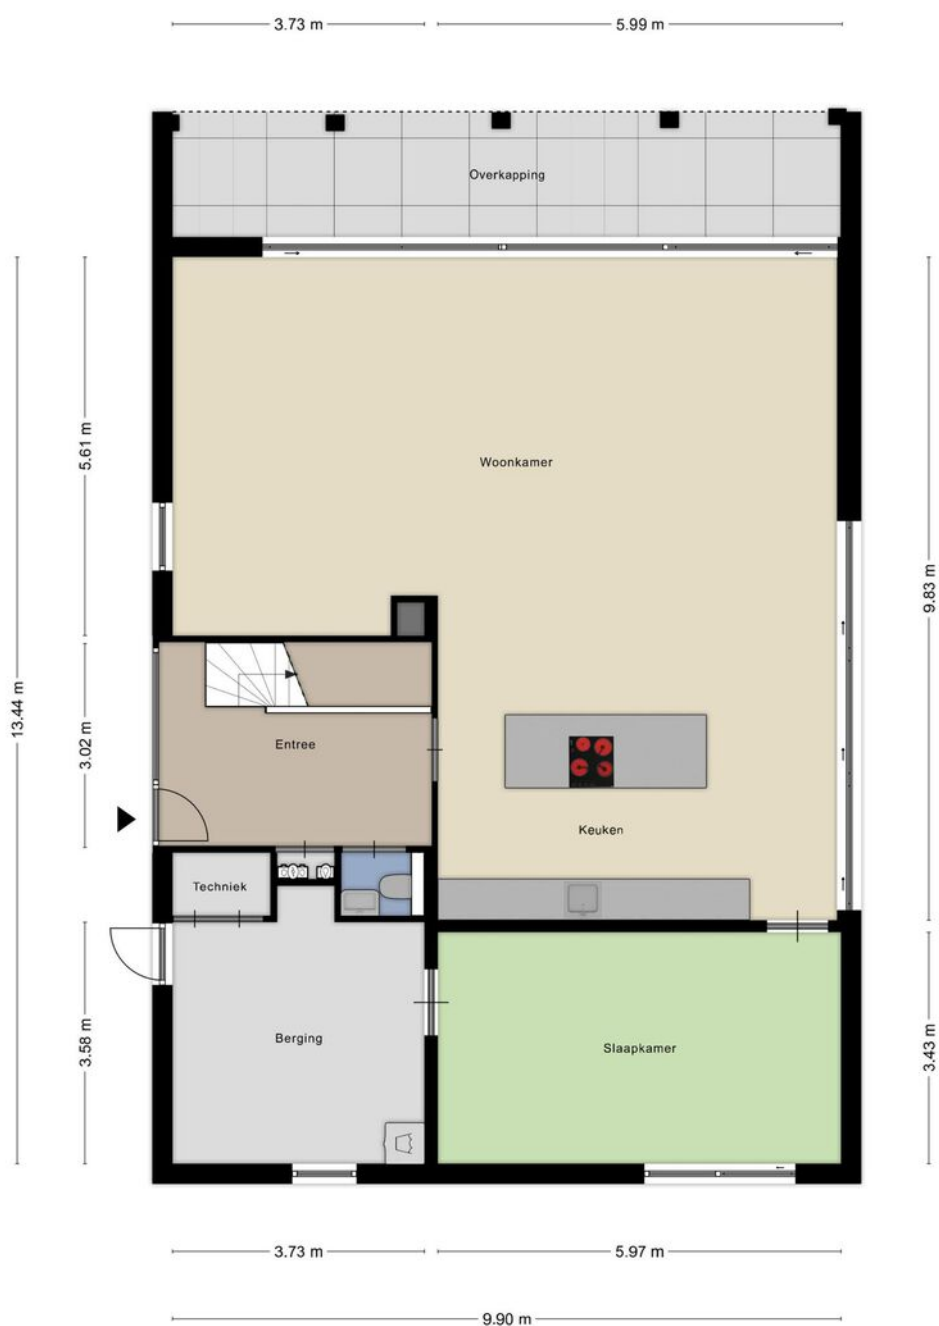 3.73 m
5.99 m
Overkapping
Woonkamer
5.61 m
9.83 m
13.44 m
3.02 m
Entree
Keuken
Techniek
Berging
Slaapkamer
3.58 m
3.43 m
3.73 m
5.97 m
9.90 m